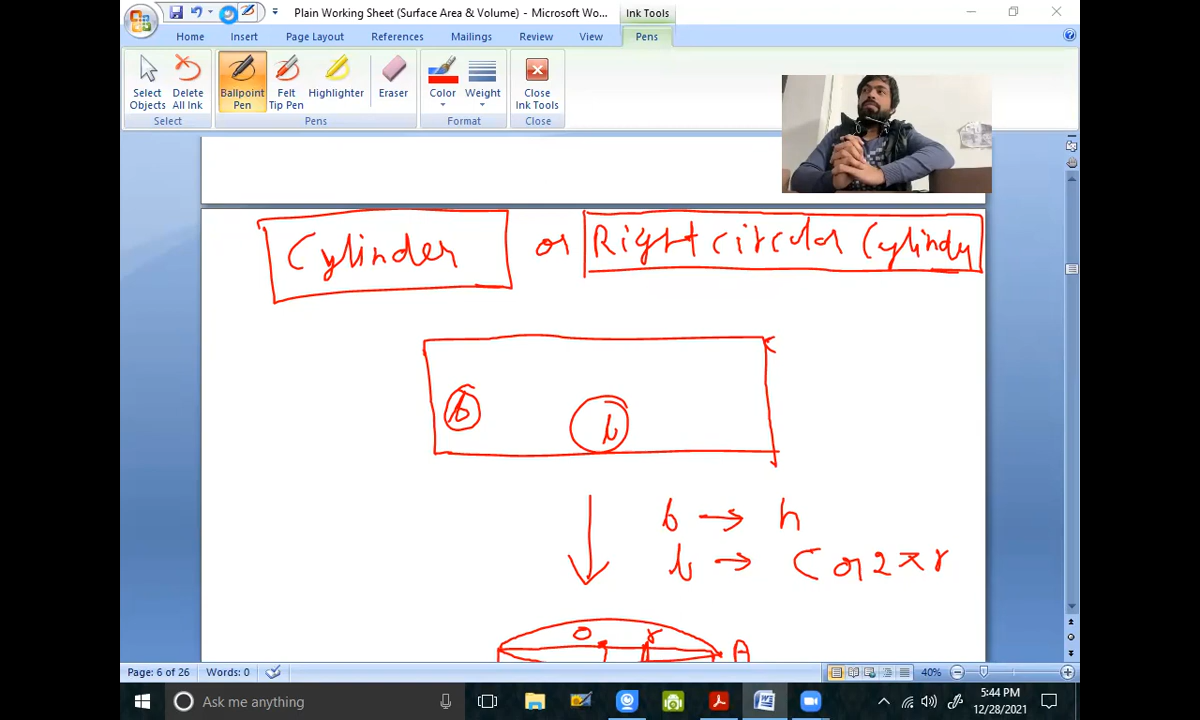 Plain Working Sheet (Surface Area & Volume) - Microsoft Wo...
Ink Tools
Home Insert Page Layout References Mailings Review View Pens
Select Objects
Delete All Ink
Ballpoint Pen
Felt Tip Pen
Highlighter
Eraser
Color
Weight
Close Ink Tools
Select Pens Format Close
Cylinder or Right circular Cylinder
b
l
b → h
l → C or 2πr
O r A
Page: 6 of 26 Words: 0 40%
Ask me anything
5:44 PM
12/28/2021